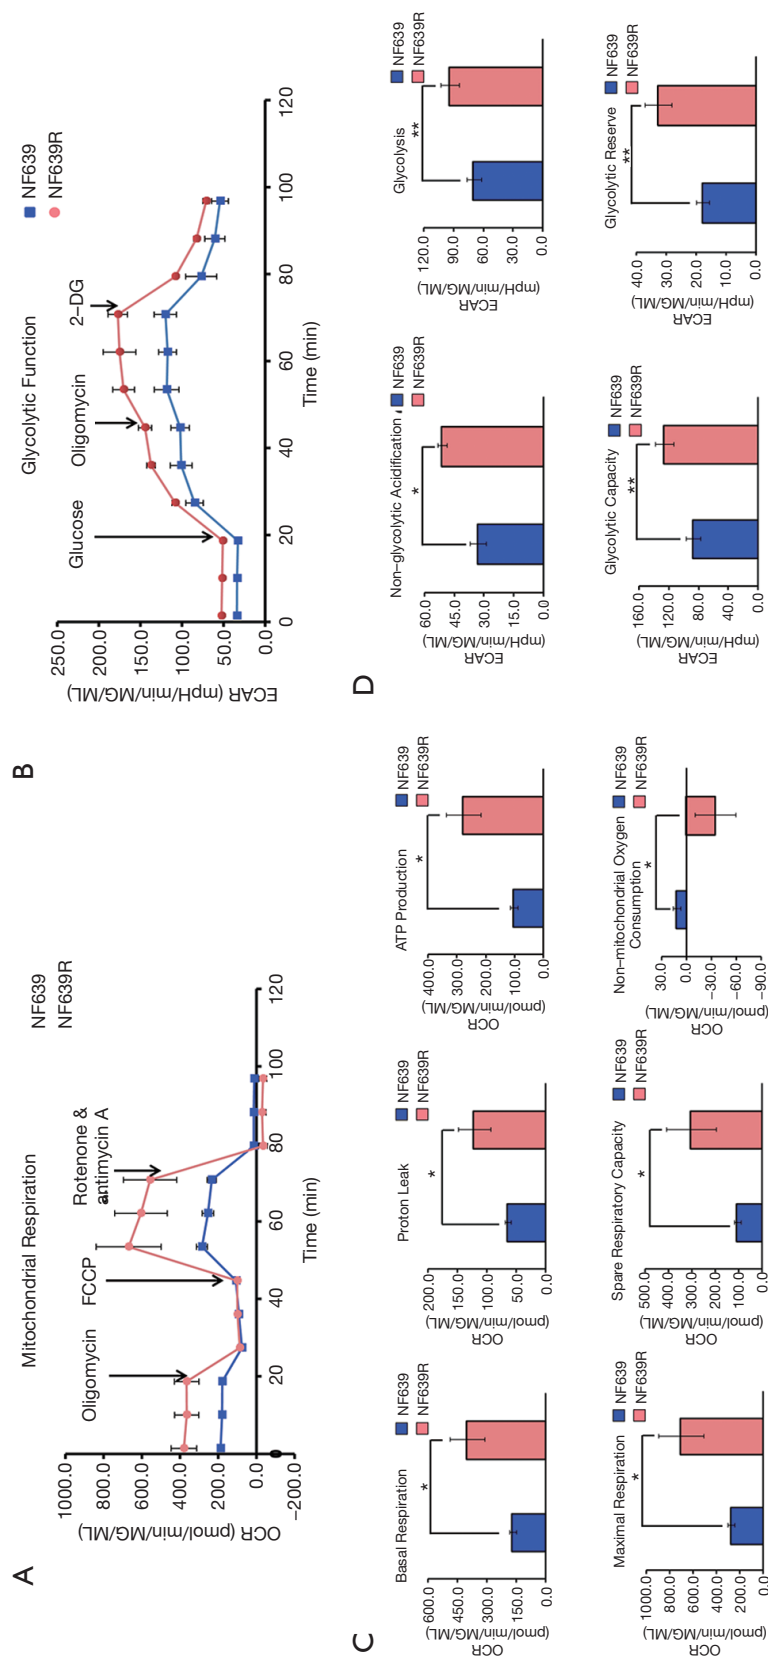 A
Mitochondrial Respiration
NF639
NF639R
Oligomycin
FCCP
Rotenone &
antimycin A
1000.0
800.0
600.0
400.0
200.0
0.0
−200.0
OCR (pmol/min/MG/ML)
0
20
40
60
80
100
120
Time (min)
B
Glycolytic Function
NF639
NF639R
Glucose
Oligomycin
2−DG
250.0
200.0
150.0
100.0
50.0
0.0
ECAR (mpH/min/MG/ML)
0
20
40
60
80
100
120
Time (min)
C
Basal Respiration
NF639
NF639R
*
600.0
450.0
300.0
150.0
0.0
OCR
(pmol/min/MG/ML)
Proton Leak
NF639
NF639R
*
200.0
150.0
100.0
50.0
0.0
OCR
(pmol/min/MG/ML)
ATP Production
NF639
NF639R
*
400.0
300.0
200.0
100.0
0.0
OCR
(pmol/min/MG/ML)
Maximal Respiration
NF639
NF639R
*
1000.0
800.0
600.0
400.0
200.0
0.0
OCR
(pmol/min/MG/ML)
Spare Respiratory Capacity
NF639
NF639R
*
500.0
400.0
300.0
200.0
100.0
0.0
OCR
(pmol/min/MG/ML)
Non−mitochondrial Oxygen
Consumption
NF639
NF639R
*
30.0
0.0
−30.0
−60.0
−90.0
OCR
(pmol/min/MG/ML)
D
Non−glycolytic Acidification
NF639
NF639R
*
60.0
45.0
30.0
15.0
0.0
ECAR
(mpH/min/MG/ML)
Glycolysis
NF639
NF639R
**
120.0
90.0
60.0
30.0
0.0
ECAR
(mpH/min/MG/ML)
Glycolytic Capacity
NF639
NF639R
**
160.0
120.0
80.0
40.0
0.0
ECAR
(mpH/min/MG/ML)
Glycolytic Reserve
NF639
NF639R
**
40.0
30.0
20.0
10.0
0.0
ECAR
(mpH/min/MG/ML)